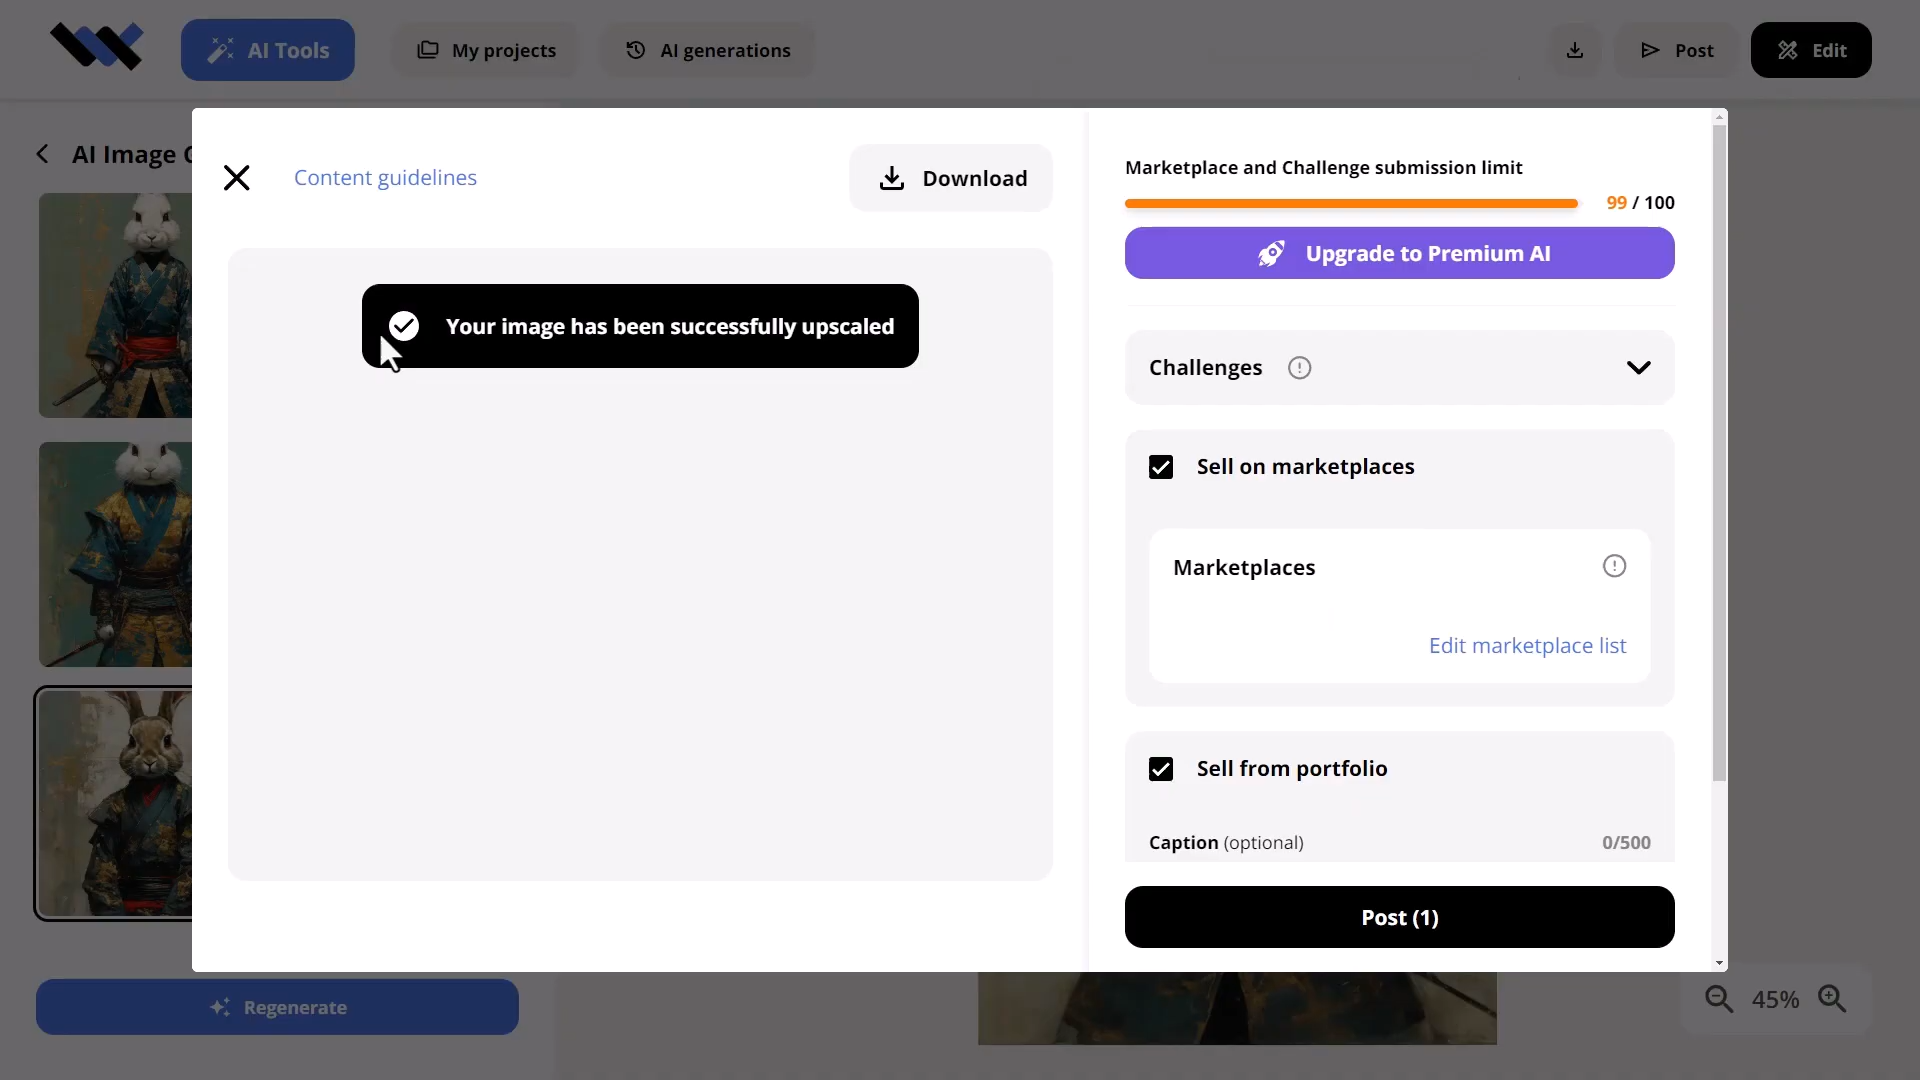 AI Tools
My projects
AI generations
Post
Edit
AI Image
Content guidelines
Download
Your image has been successfully upscaled
Marketplace and Challenge submission limit
99 / 100
Upgrade to Premium AI
Challenges
Sell on marketplaces
Marketplaces
Edit marketplace list
Sell from portfolio
Caption (optional)
0/500
Post (1)
Regenerate
45%